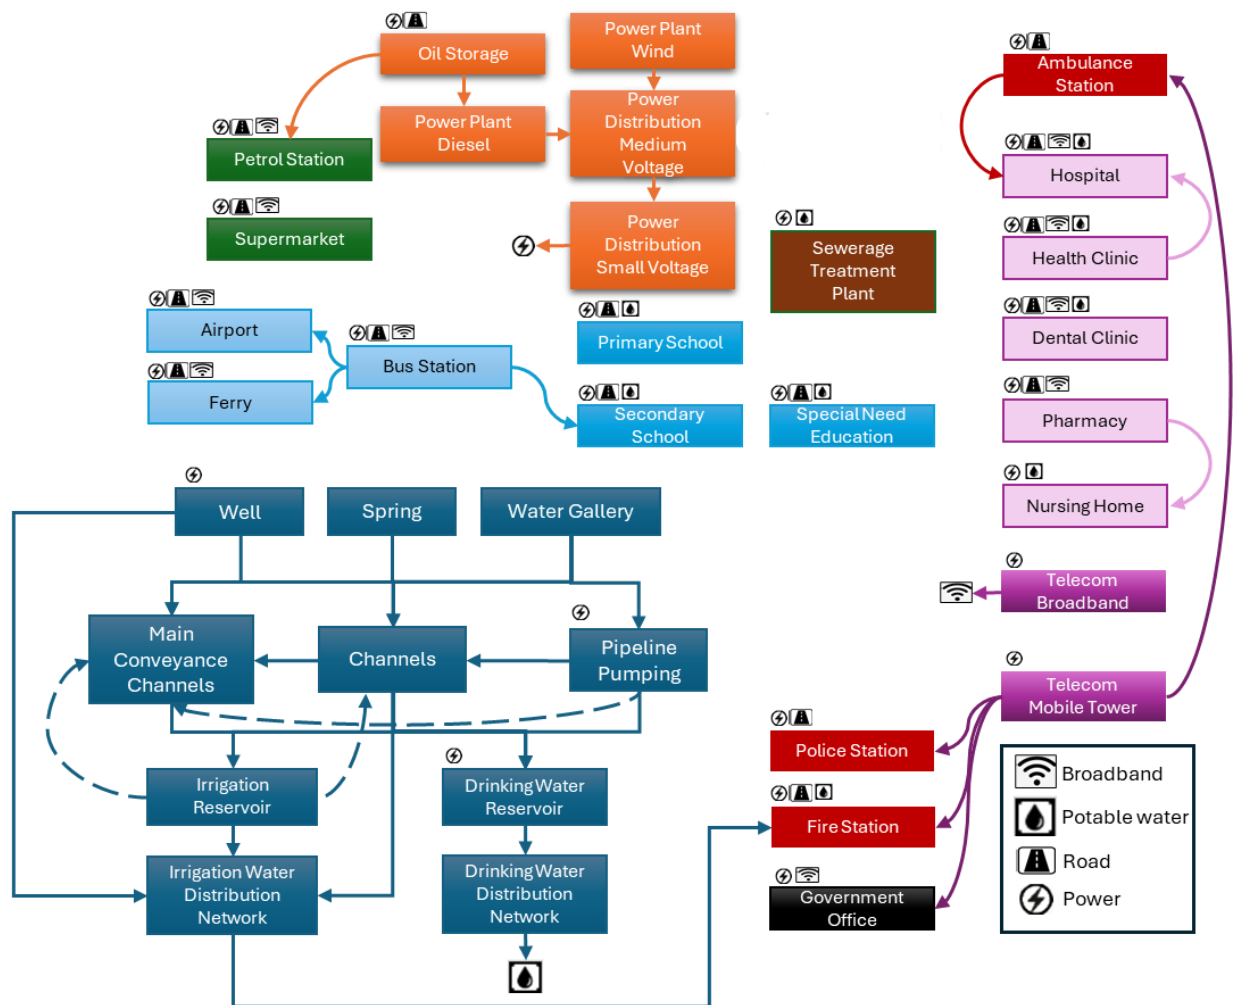 Oil Storage
Power Plant
Wind
Ambulance
Station
Power Plant
Diesel
Power
Distribution
Medium
Voltage
Petrol Station
Hospital
Supermarket
Power
Distribution
Small Voltage
Sewerage
Treatment
Plant
Health Clinic
Airport
Bus Station
Primary School
Dental Clinic
Ferry
Secondary
School
Special Need
Education
Pharmacy
Well
Spring
Water Gallery
Nursing Home
Telecom
Broadband
Main
Conveyance
Channels
Channels
Pipeline
Pumping
Telecom
Mobile Tower
Police Station
Irrigation
Reservoir
Drinking Water
Reservoir
Fire Station
Irrigation Water
Distribution
Network
Drinking Water
Distribution
Network
Government
Office
Broadband
Potable water
Road
Power